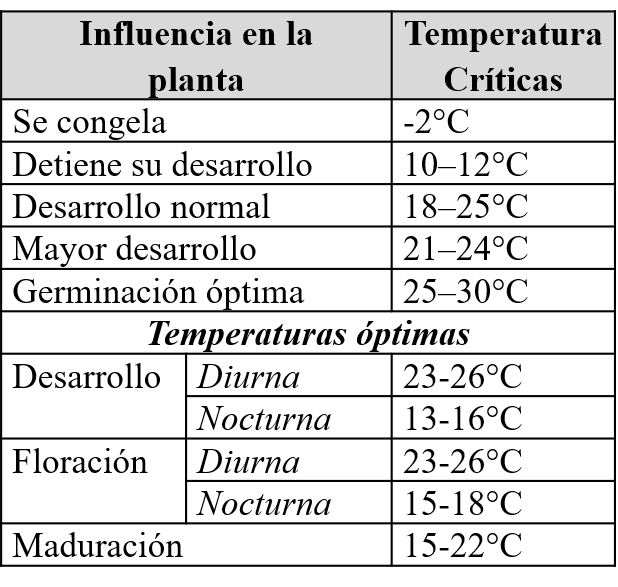 Influencia en la planta Temperatura Críticas
Se congela -2°C
Detiene su desarrollo 10–12°C
Desarrollo normal 18–25°C
Mayor desarrollo 21–24°C
Germinación óptima 25–30°C
Temperaturas óptimas
Desarrollo Diurna 23-26°C
Nocturna 13-16°C
Floración Diurna 23-26°C
Nocturna 15-18°C
Maduración 15-22°C